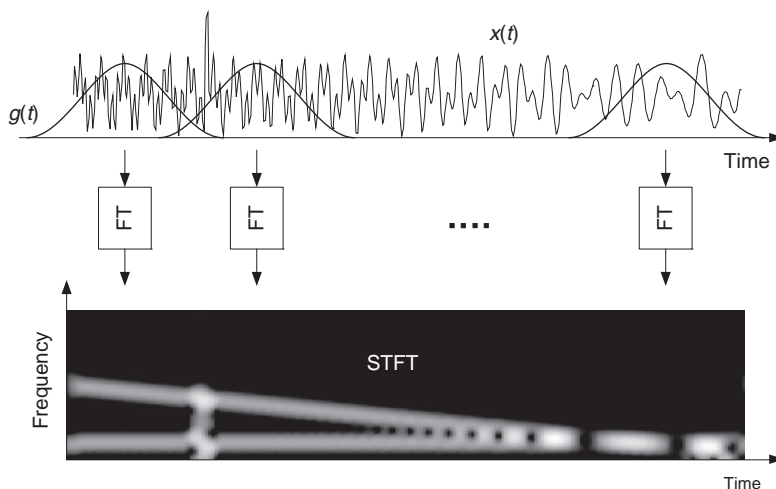 x(t)
g(t)
Time
FT FT .... FT
STFT
Frequency
Time